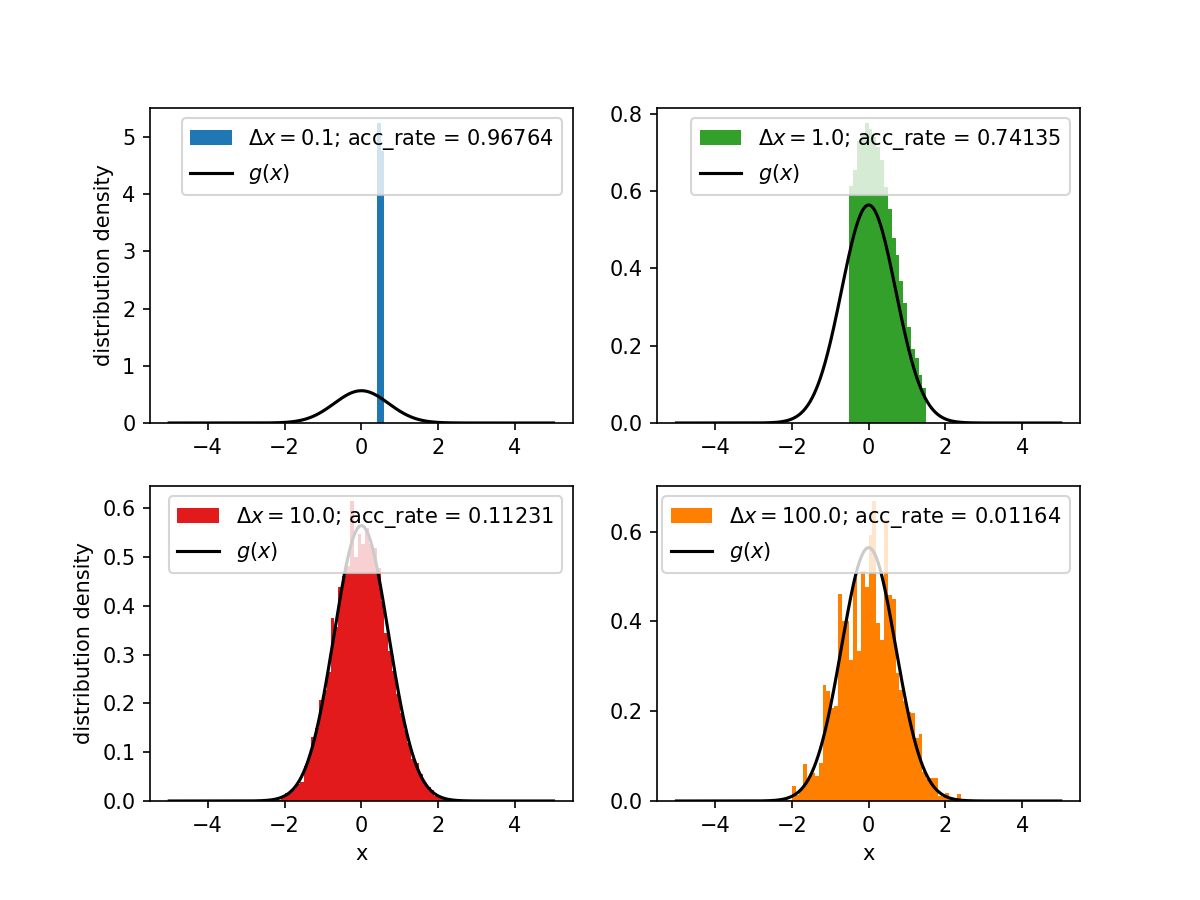 Δx = 0.1; acc_rate = 0.96764
g(x)
distribution density
5
4
3
2
1
0
−4 −2 0 2 4
Δx = 1.0; acc_rate = 0.74135
g(x)
0.8
0.6
0.4
0.2
0.0
−4 −2 0 2 4
Δx = 10.0; acc_rate = 0.11231
g(x)
distribution density
0.6
0.5
0.4
0.3
0.2
0.1
0.0
−4 −2 0 2 4
x
Δx = 100.0; acc_rate = 0.01164
g(x)
0.6
0.4
0.2
0.0
−4 −2 0 2 4
x